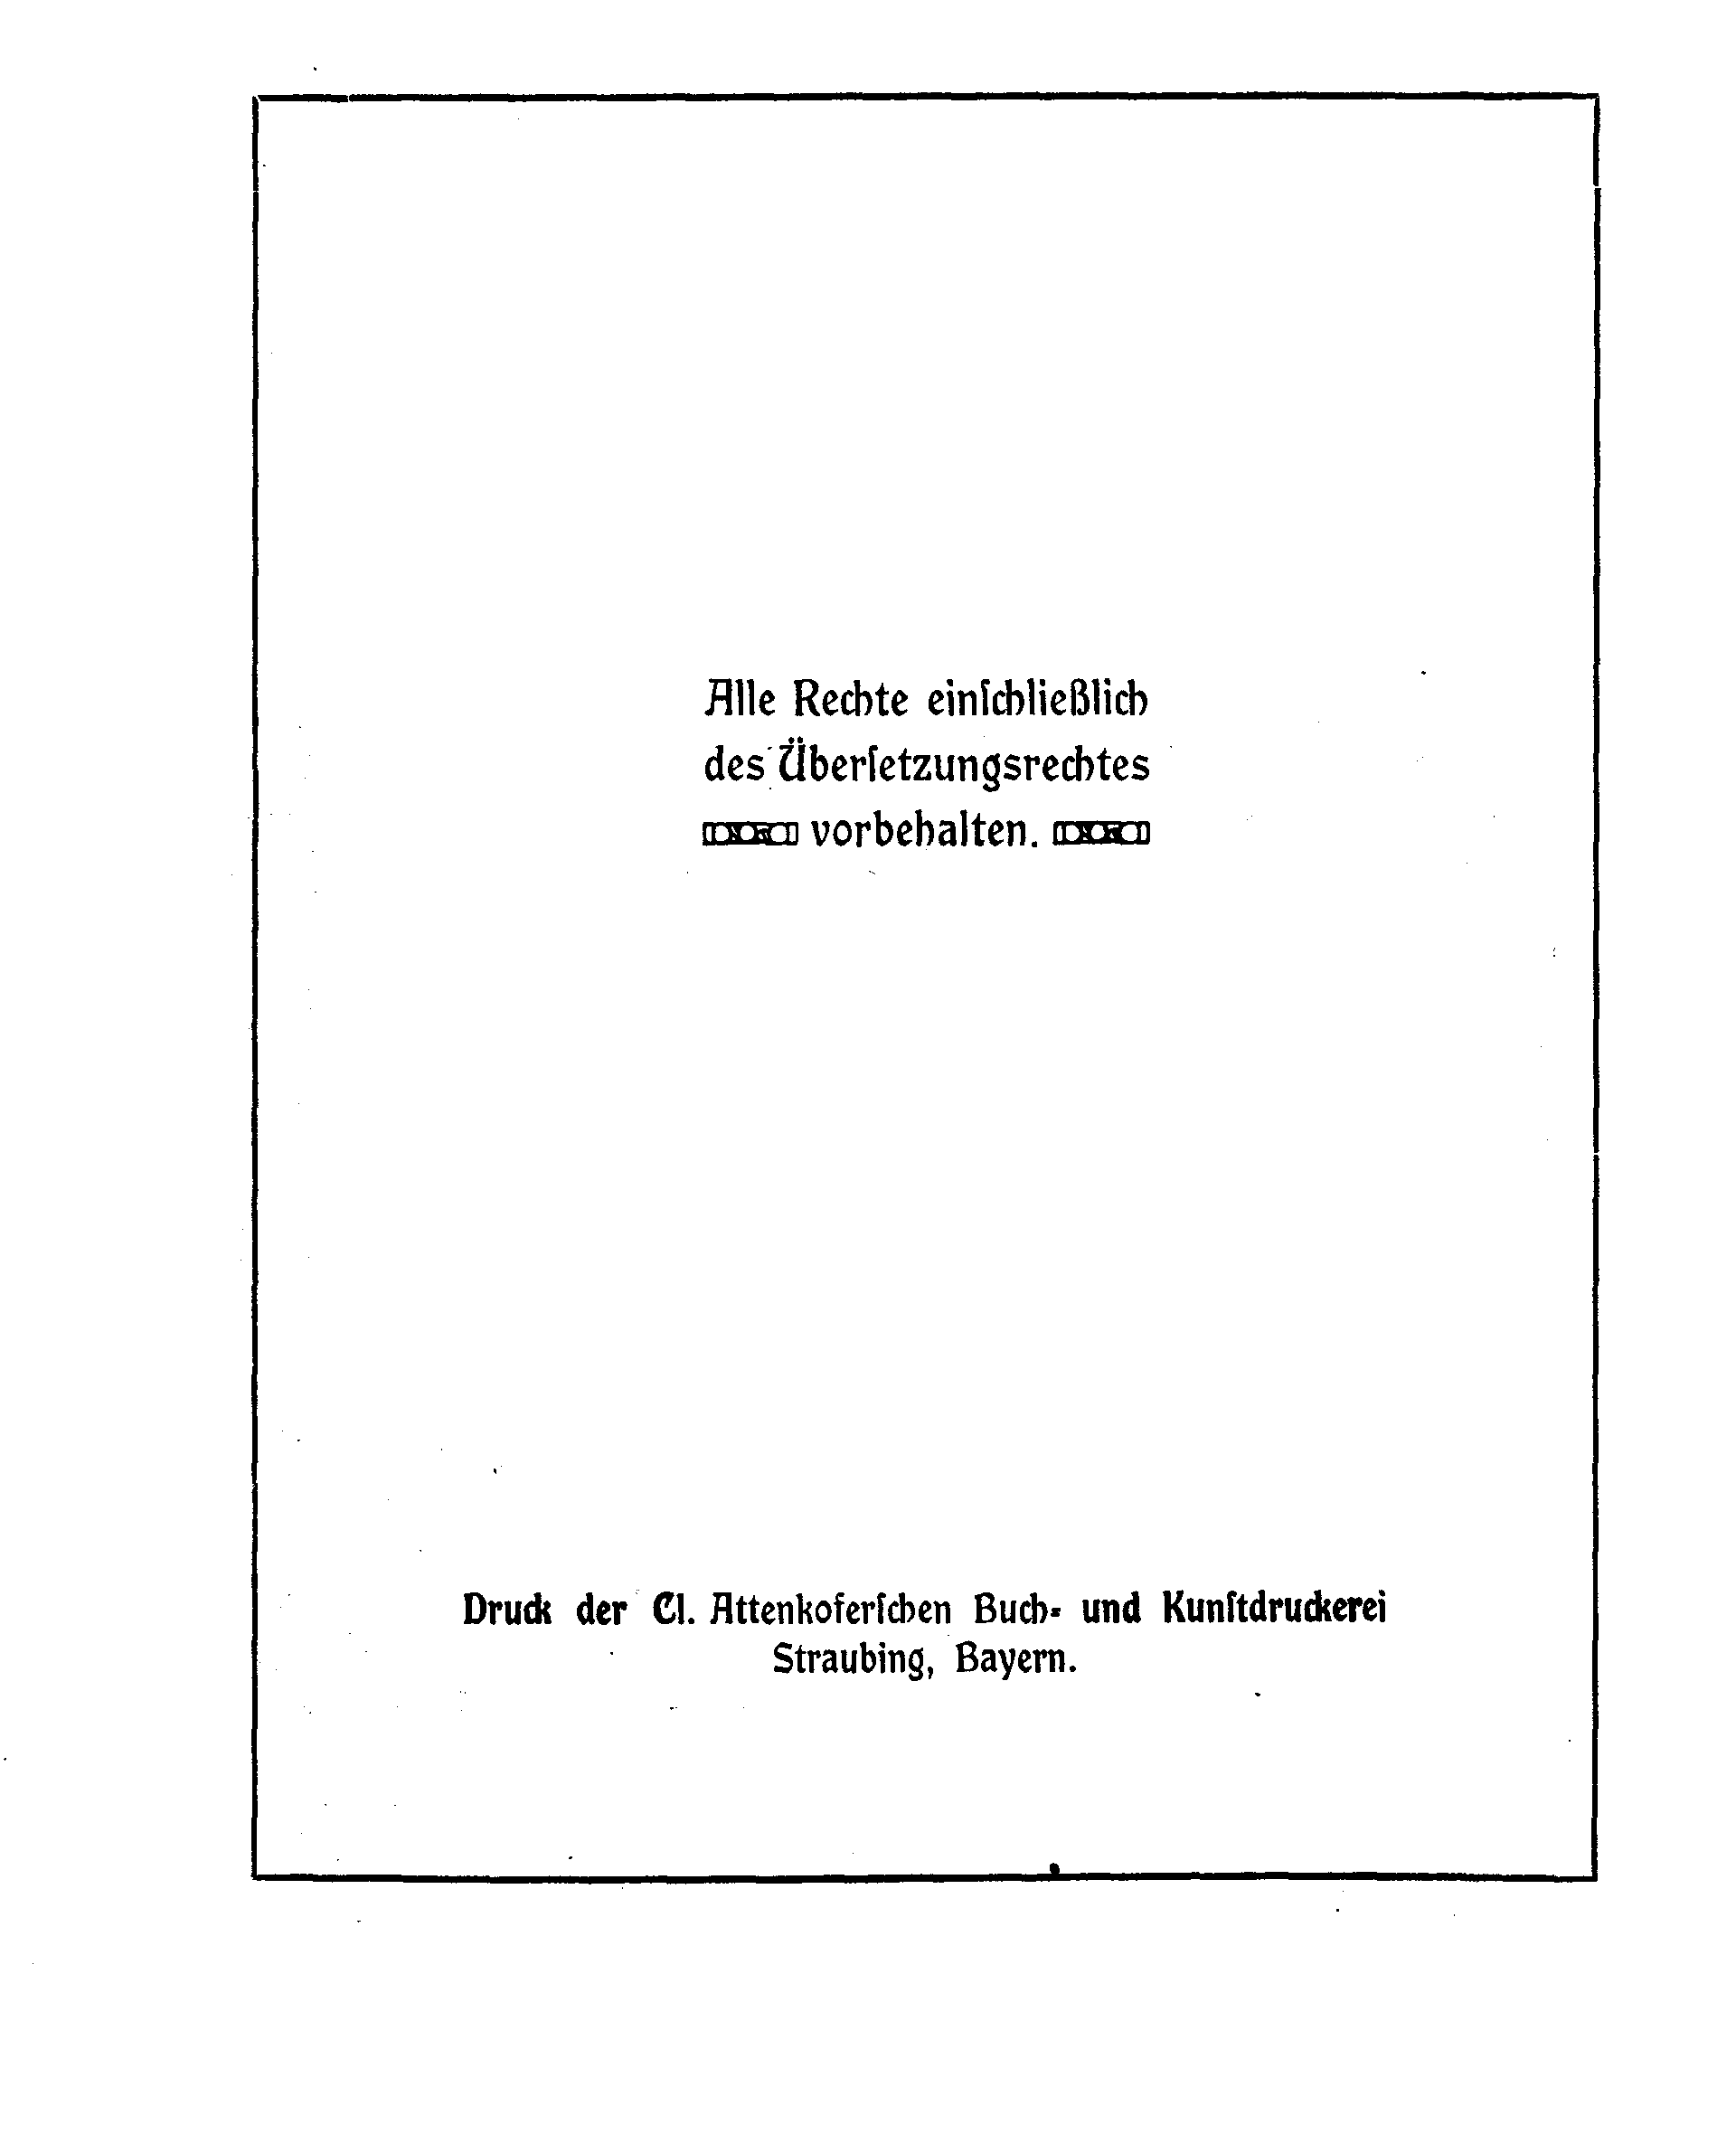 Alle Rechte einſchließlich
des Überſetzungsrechtes
vorbehalten.
Druck der Cl. Attenkoferſchen Buch- und Kunſtdruckerei
Straubing, Bayern.